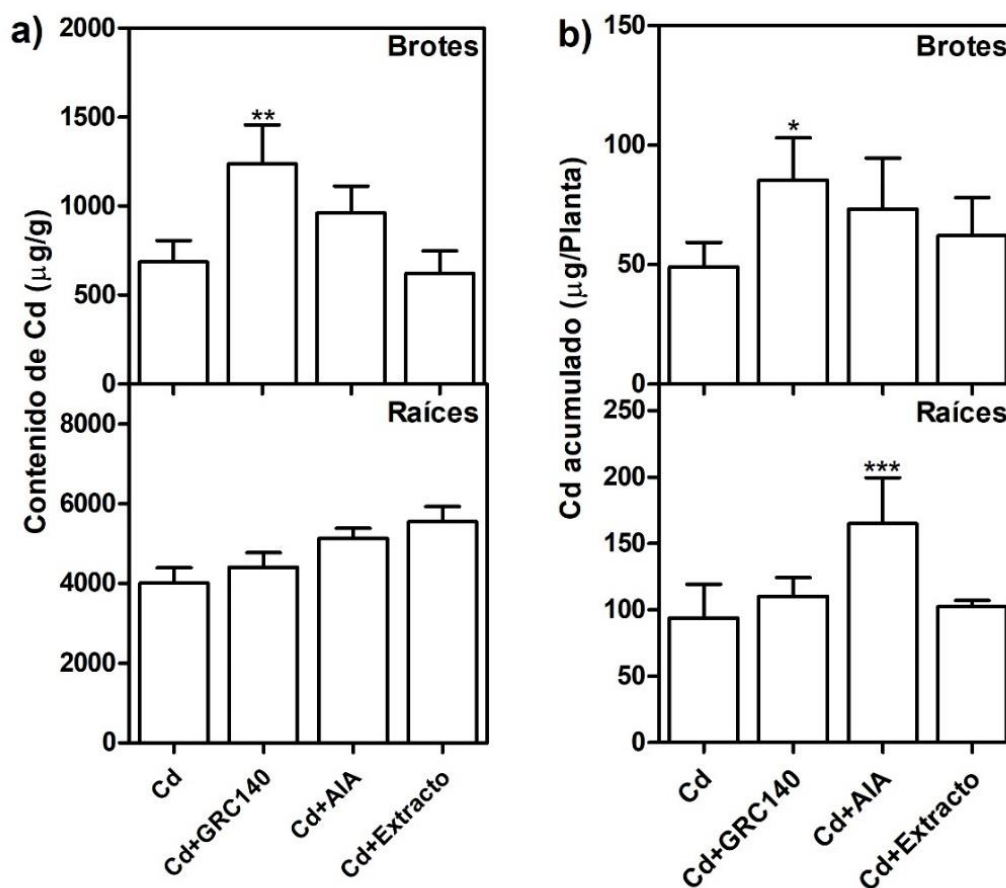 a)
Contenido de Cd (µg/g)
2000
1500
1000
500
0
Brotes
**
8000
6000
4000
2000
0
Raíces
Cd
Cd+GRC140
Cd+AIA
Cd+Extracto
b)
Cd acumulado (µg/Planta)
150
100
50
0
Brotes
*
250
200
150
100
50
0
Raíces
***
Cd
Cd+GRC140
Cd+AIA
Cd+Extracto